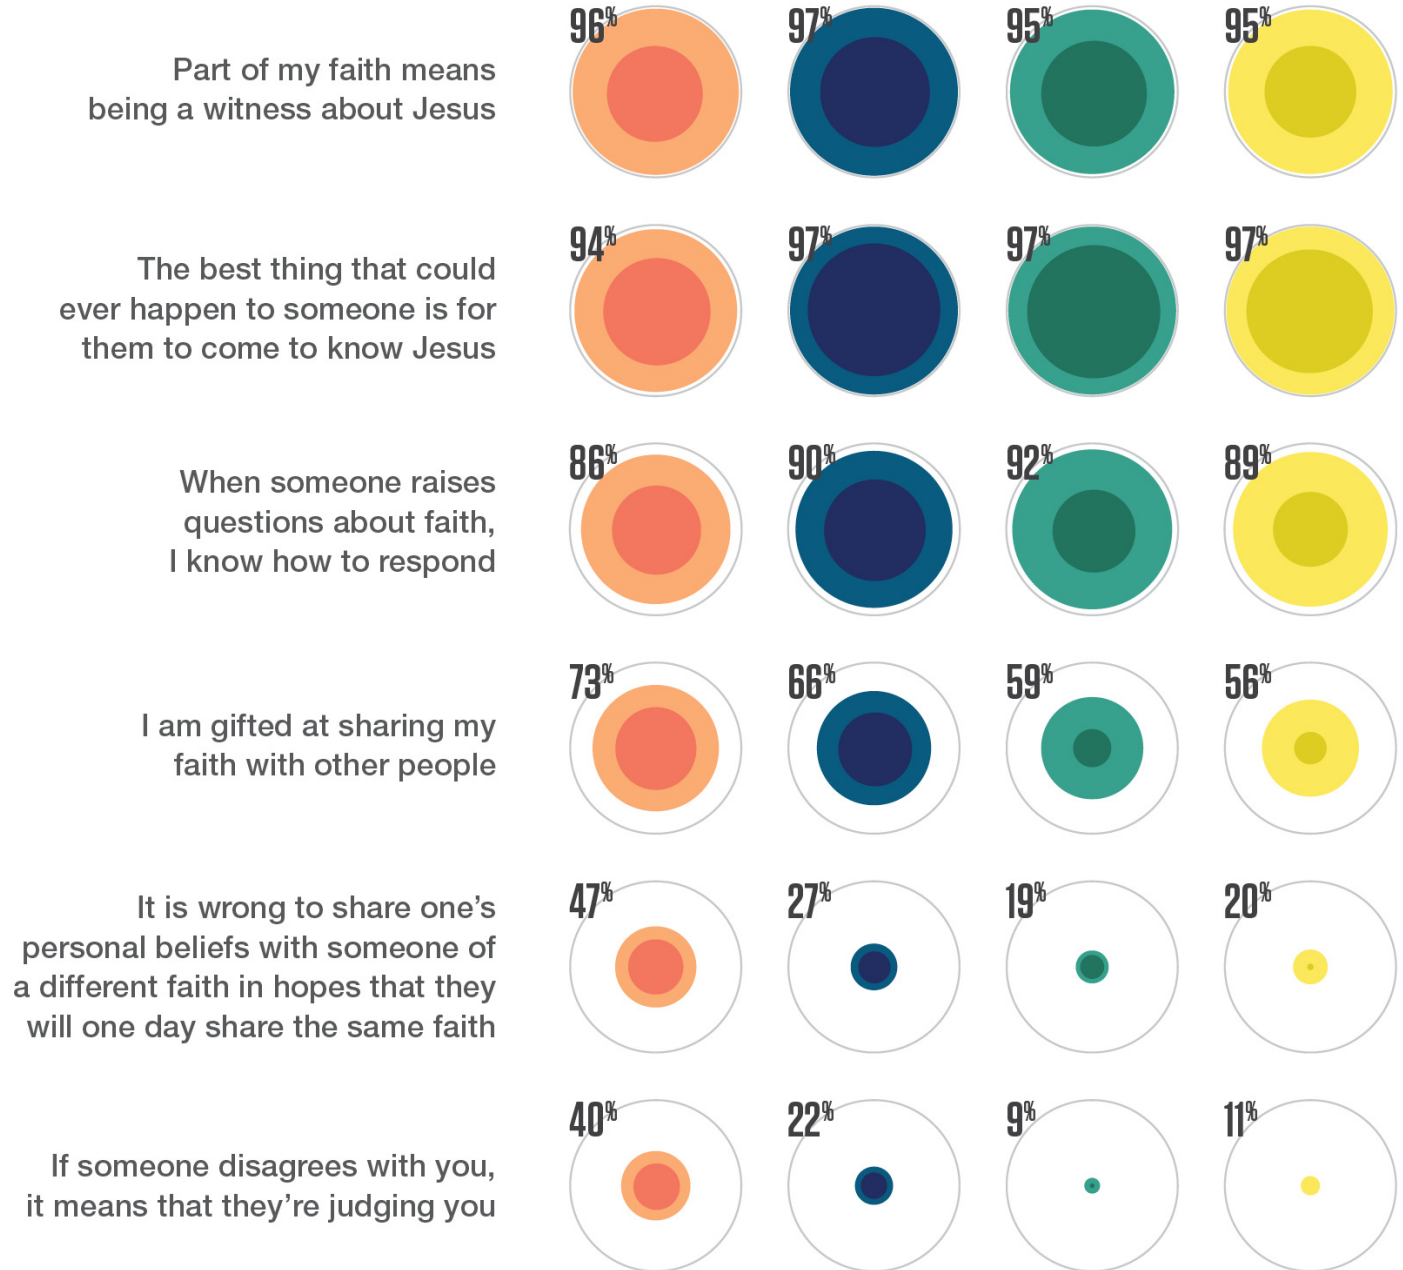 96% 97% 95% 95%
Part of my faith means
being a witness about Jesus
94% 97% 97% 97%
The best thing that could
ever happen to someone is for
them to come to know Jesus
86% 90% 92% 89%
When someone raises
questions about faith,
I know how to respond
73% 66% 59% 56%
I am gifted at sharing my
faith with other people
47% 27% 19% 20%
It is wrong to share one’s
personal beliefs with someone of
a different faith in hopes that they
will one day share the same faith
40% 22% 9% 11%
If someone disagrees with you,
it means that they’re judging you